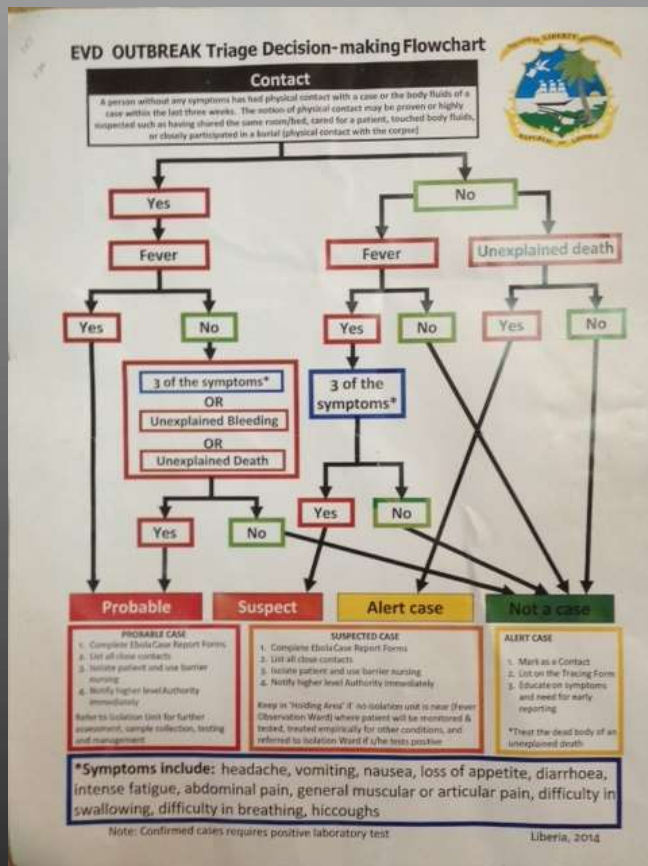 EVD OUTBREAK Triage Decision-making Flowchart
LIBERTY
REPUBLIC OF LIBERIA
Contact
A person without any symptoms has had physical contact with a case or the body fluids of a
case within the last three weeks. The notion of physical contact may be proven or highly
suspected such as having shared the same room/bed, cared for a patient, touched body fluids,
or closely participated in a burial (physical contact with the corpse)
Yes
No
Fever
Fever
Unexplained death
Yes
No
Yes
No
Yes
No
3 of the symptoms*
OR
Unexplained Bleeding
OR
Unexplained Death
3 of the
symptoms*
Yes
No
Yes
No
Probable
Suspect
Alert case
Not a case
PROBABLE CASE
1. Complete Ebola Case Report Forms
2. List all close contacts
3. Isolate patient and use barrier
nursing
4. Notify higher level Authority
immediately
Refer to Isolation Unit for further
assessment, sample collection, testing
and management
SUSPECTED CASE
1. Complete Ebola Case Report Forms
2. List all close contacts
3. Isolate patient and use barrier nursing
4. Notify higher level Authority immediately
Keep in 'Holding Area' if no isolation unit is near (Fever
Observation Ward) where patient will be monitored &
tested, treated empirically for other conditions, and
referred to Isolation Ward if s/he tests positive
ALERT CASE
1. Mark as a Contact
2. List on the Tracing Form
3. Educate on symptoms
and need for early
reporting
*Treat the dead body of an
unexplained death
*Symptoms include: headache, vomiting, nausea, loss of appetite, diarrhoea,
intense fatigue, abdominal pain, general muscular or articular pain, difficulty in
swallowing, difficulty in breathing, hiccoughs
Note: Confirmed cases requires positive laboratory test
Liberia, 2014